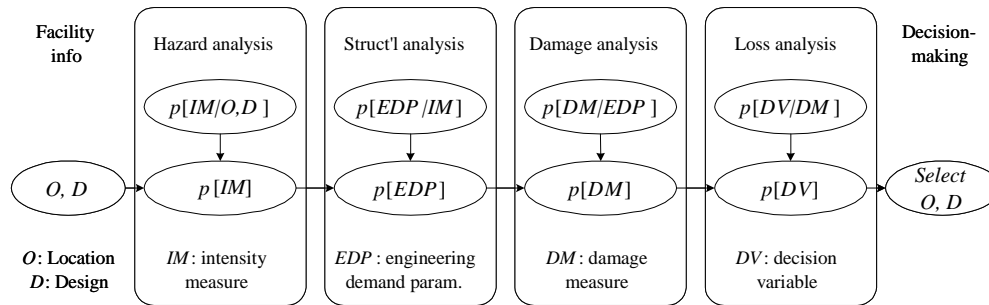 Facility
info
Hazard analysis
Struct'l analysis
Damage analysis
Loss analysis
Decision-
making
p[IM/O,D ]
p[EDP/IM]
p[DM/EDP ]
p[DV/DM]
O, D
p[IM]
p[EDP]
p[DM]
p[DV]
Select
O, D
O: Location
D: Design
IM: intensity
measure
EDP : engineering
demand param.
DM: damage
measure
DV: decision
variable